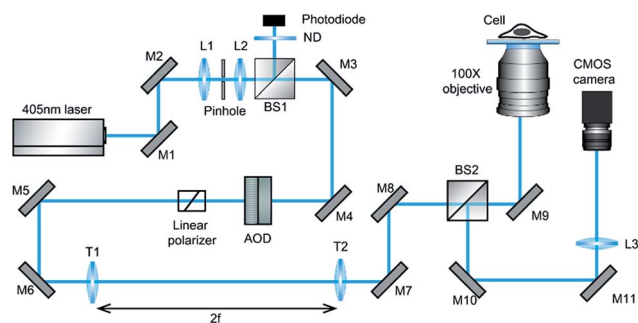 Photodiode
ND
Cell
M2
L1
L2
M3
100X
objective
CMOS
camera
405nm laser
Pinhole
BS1
M1
BS2
M5
M8
M4
M9
Linear
polarizer
AOD
T1
T2
L3
M6
M7
M10
M11
2f